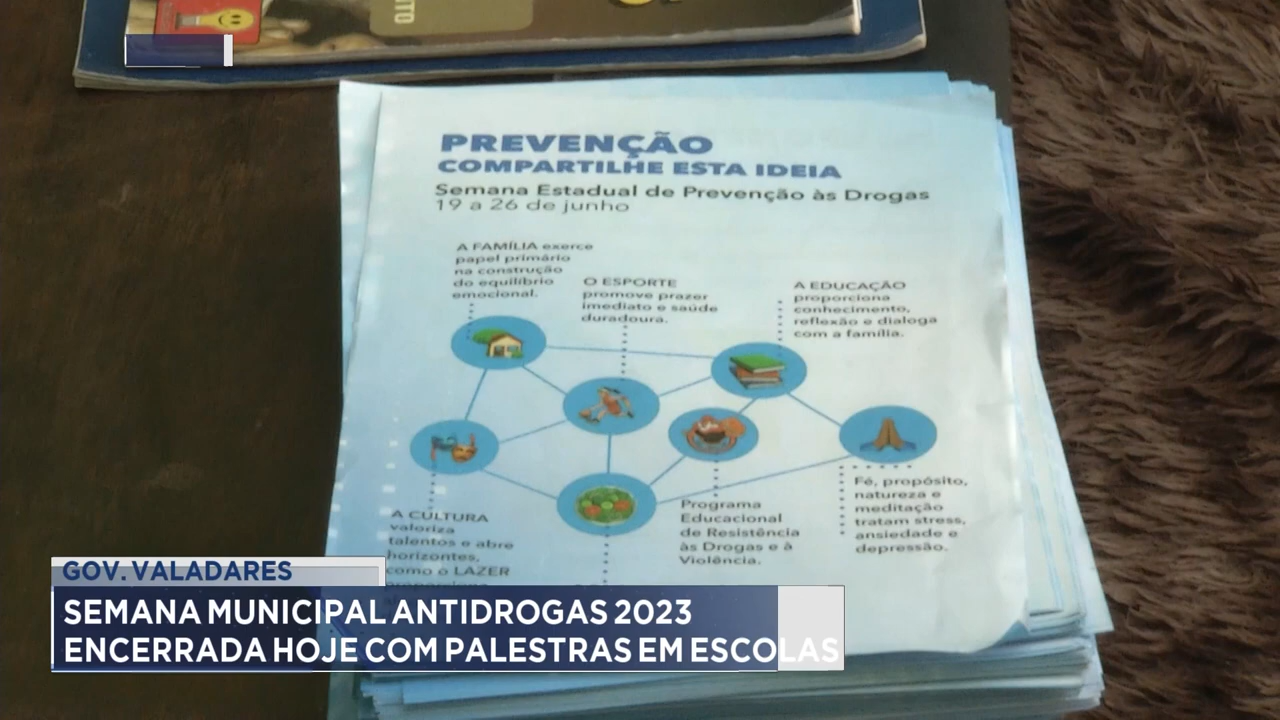 ITO
PREVENÇÃO
COMPARTILHE ESTA IDEIA
Semana Estadual de Prevenção às Drogas
19 a 26 de junho
A FAMÍLIA exerce
papel primário
na construção
do equilíbrio
emocional.
O ESPORTE
promove prazer
imediato e saúde
duradoura.
A EDUCAÇÃO
proporciona
conhecimento,
reflexão e dialoga
com a família.
A CULTURA
valoriza
talentos e abre
horizontes,
como o LAZER
proporciona
Programa
Educacional
de Resistência
às Drogas e à
Violência.
Fé, propósito,
natureza e
meditação
tratam stress,
ansiedade e
depressão.
GOV. VALADARES
SEMANA MUNICIPAL ANTIDROGAS 2023
ENCERRADA HOJE COM PALESTRAS EM ESCOLAS